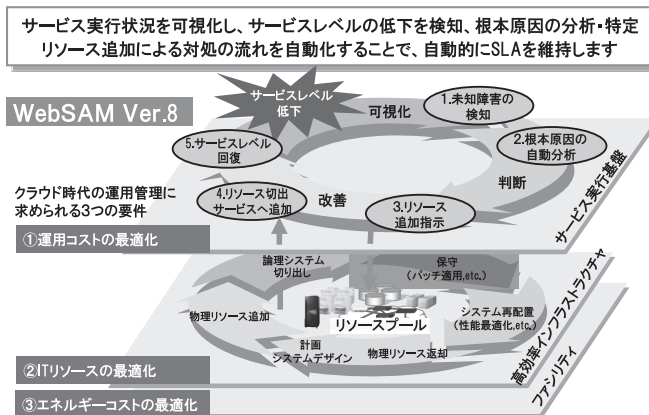 サービス実行状況を可視化し、サービスレベルの低下を検知、根本原因の分析・特定
リソース追加による対処の流れを自動化することで、自動的にSLAを維持します
WebSAM Ver.8
サービスレベル
低下
可視化
1.未知障害の
検知
2.根本原因の
自動分析
判断
3.リソース
追加指示
改善
4.リソース切出
サービスへ追加
5.サービスレベル
回復
サービス実行基盤
クラウド時代の運用管理に
求められる3つの要件
①運用コストの最適化
論理システム
切り出し
保守
(パッチ適用,etc.)
物理リソース追加
リソースプール
システム再配置
(性能最適化,etc.)
計画
システムデザイン
物理リソース返却
高効率インフラストラクチャ
ファシリティ
②ITリソースの最適化
③エネルギーコストの最適化